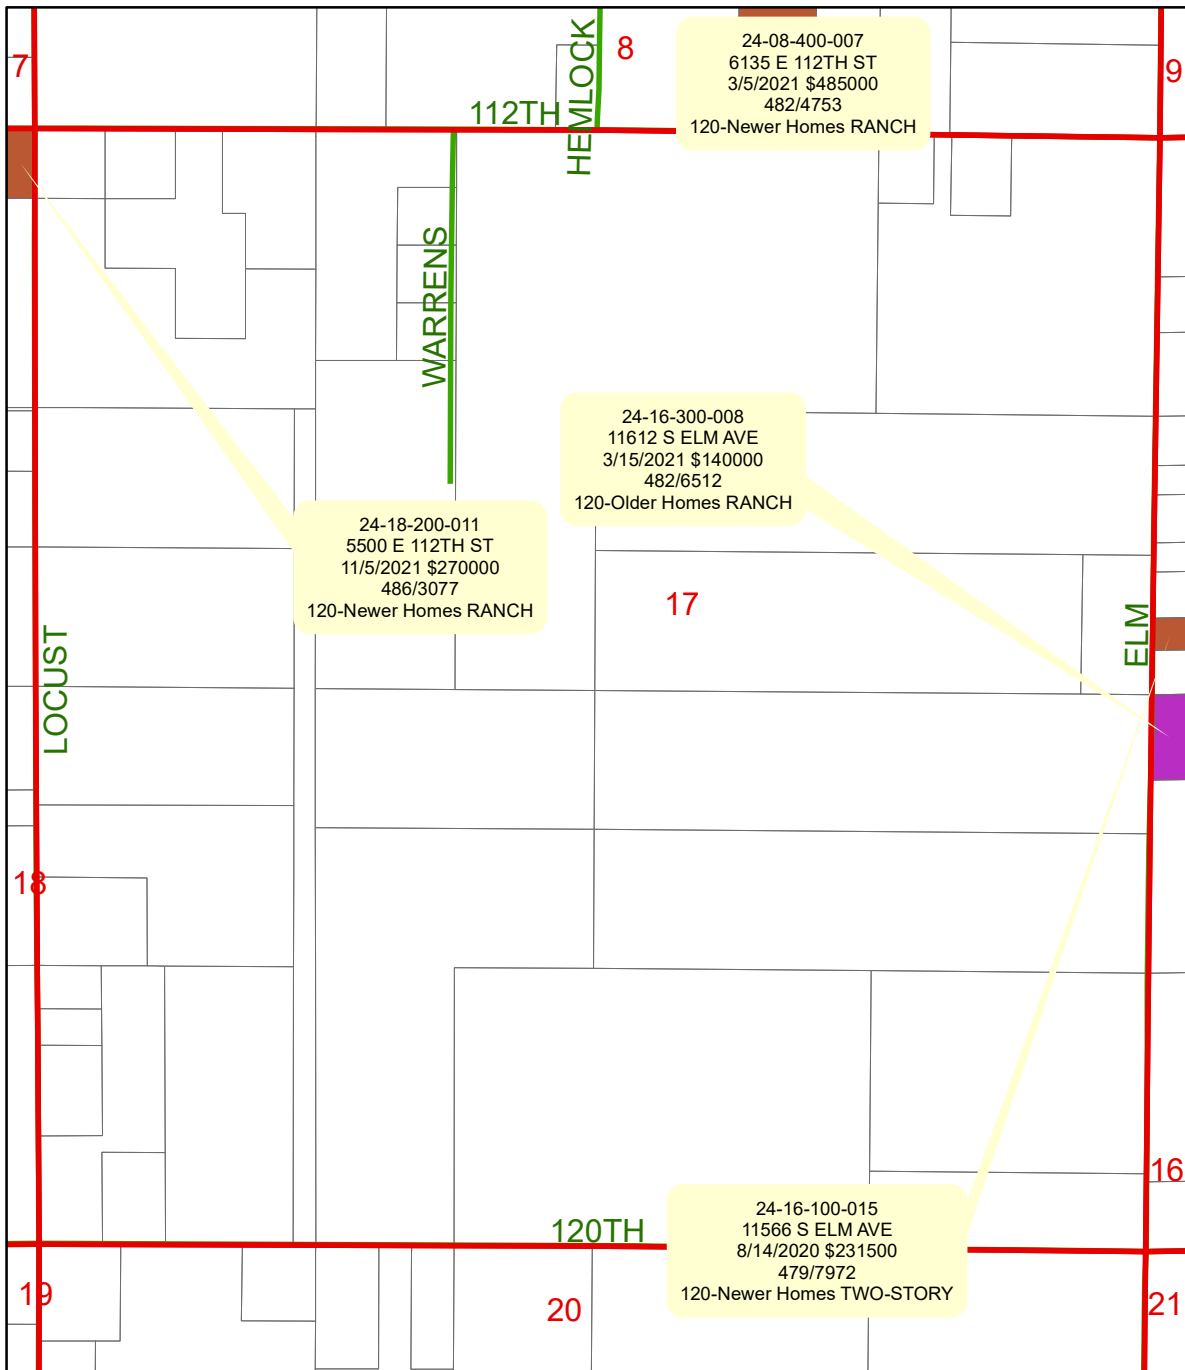 7
8
9
24-08-400-007
6135 E 112TH ST
3/5/2021 $485000
482/4753
120-Newer Homes RANCH
112TH
HEMLOCK
WARRENS
24-16-300-008
11612 S ELM AVE
3/15/2021 $140000
482/6512
120-Older Homes RANCH
24-18-200-011
5500 E 112TH ST
11/5/2021 $270000
486/3077
120-Newer Homes RANCH
17
ELM
LOCUST
18
16
24-16-100-015
11566 S ELM AVE
8/14/2020 $231500
479/7972
120-Newer Homes TWO-STORY
120TH
19
20
21